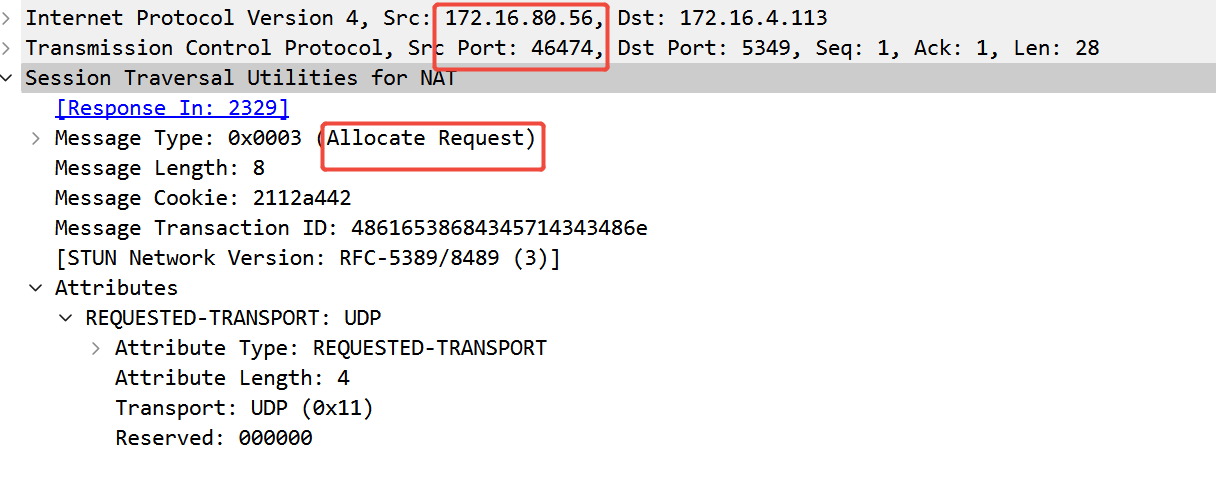 Internet Protocol Version 4, Src: 172.16.80.56, Dst: 172.16.4.113
Transmission Control Protocol, Src Port: 46474, Dst Port: 5349, Seq: 1, Ack: 1, Len: 28
Session Traversal Utilities for NAT
[Response In: 2329]
Message Type: 0x0003 (Allocate Request)
Message Length: 8
Message Cookie: 2112a442
Message Transaction ID: 486165386843457143434​86e
[STUN Network Version: RFC-5389/8489 (3)]
Attributes
REQUESTED-TRANSPORT: UDP
Attribute Type: REQUESTED-TRANSPORT
Attribute Length: 4
Transport: UDP (0x11)
Reserved: 000000